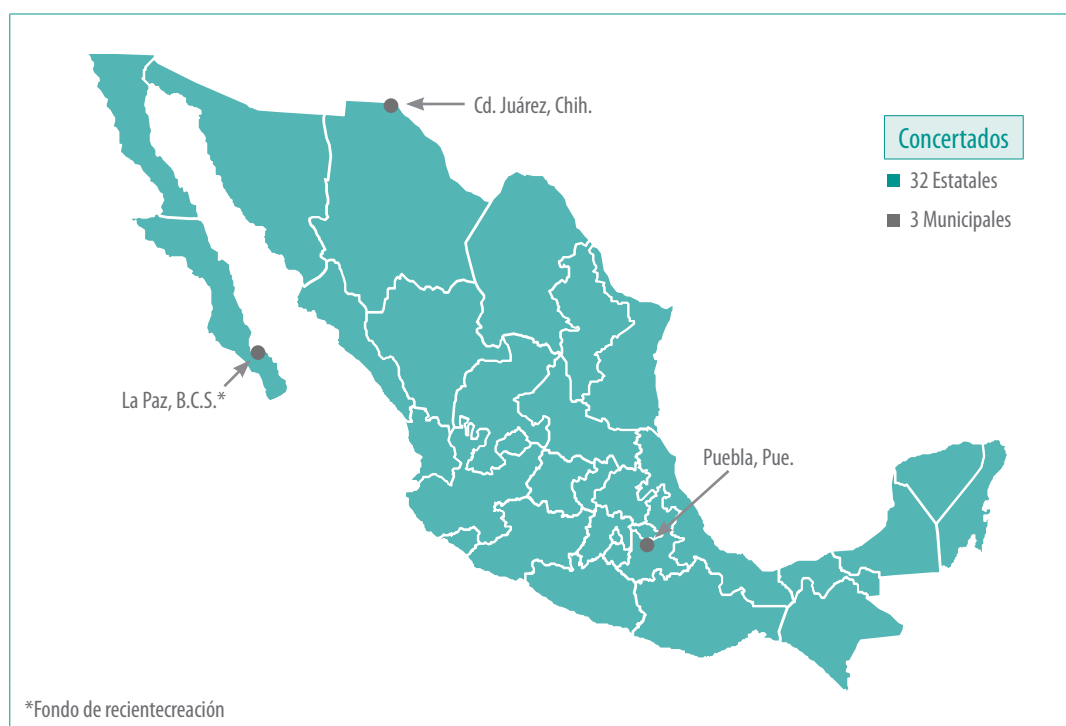 Cd. Juárez, Chih.
Concertados
32 Estatales
3 Municipales
La Paz, B.C.S.*
Puebla, Pue.
*Fondo de recientecreación